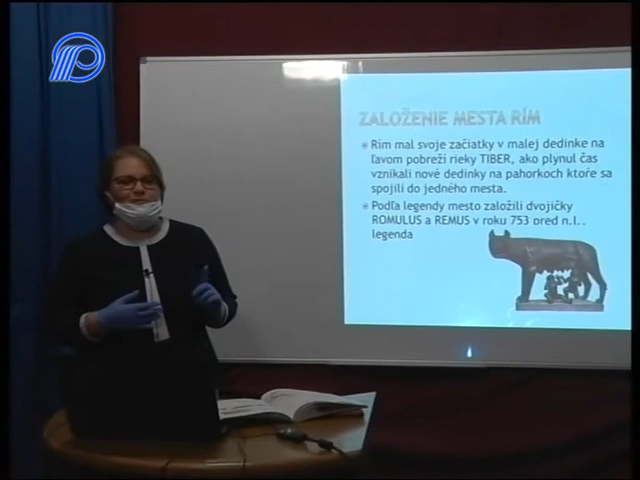 ZALOŽENIE MESTA RÍM
Rím mal svoje začiatky v malej dedinke na
ľavom pobreží rieky TIBER, ako plynul čas
vznikali nové dedinky na pahorkoch ktoře sa
spojili do jedného mesta.
Podľa legendy mesto založili dvojičky
ROMULUS a REMUS v roku 753 pred n.l..
legenda